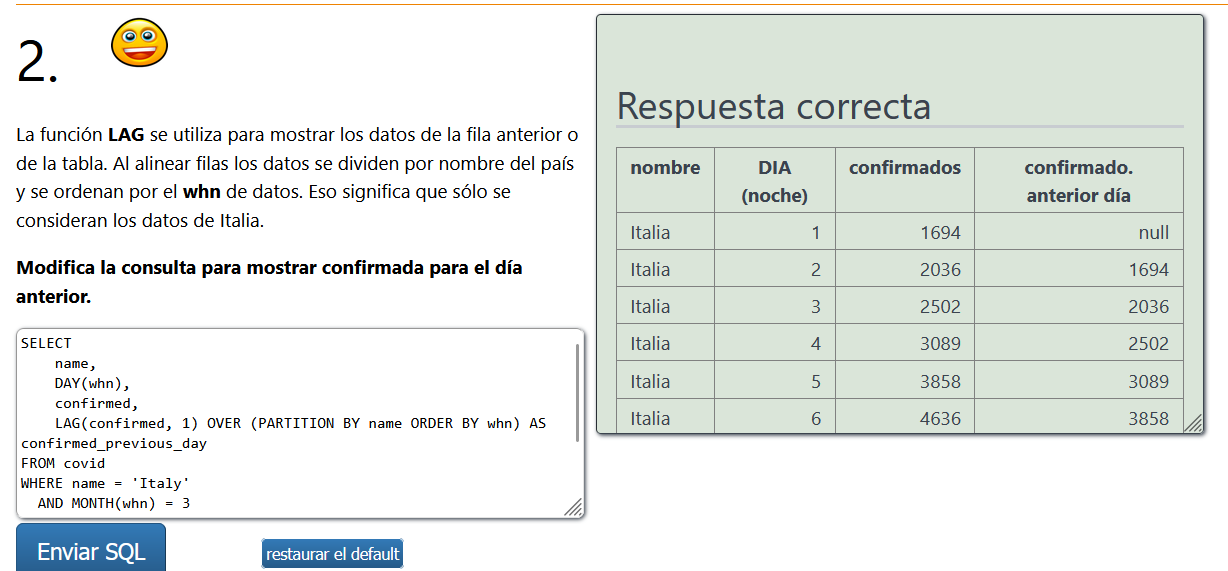 2.
La función LAG se utiliza para mostrar los datos de la fila anterior o
de la tabla. Al alinear filas los datos se dividen por nombre del país
y se ordenan por el whn de datos. Eso significa que sólo se
consideran los datos de Italia.
Modifica la consulta para mostrar confirmada para el día
anterior.
SELECT
    name,
    DAY(whn),
    confirmed,
    LAG(confirmed, 1) OVER (PARTITION BY name ORDER BY whn) AS
confirmed_previous_day
FROM covid
WHERE name = 'Italy'
  AND MONTH(whn) = 3
Enviar SQL
restaurar el default
Respuesta correcta
nombre DIA (noche) confirmados confirmado. anterior día
Italia 1 1694 null
Italia 2 2036 1694
Italia 3 2502 2036
Italia 4 3089 2502
Italia 5 3858 3089
Italia 6 4636 3858